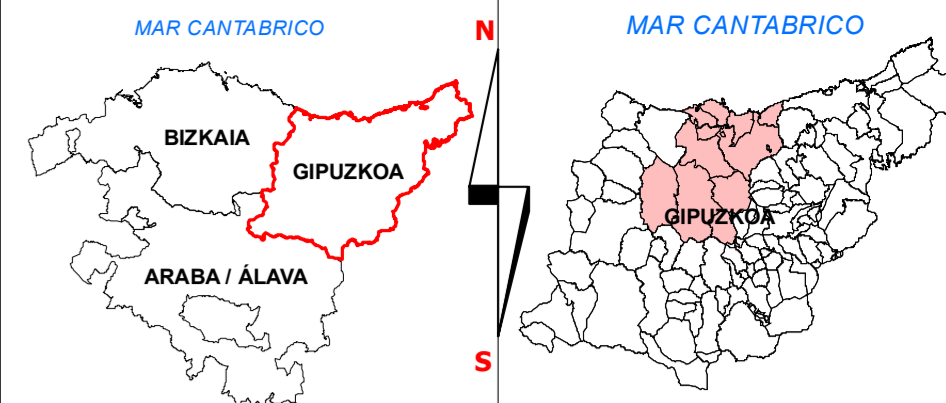 MAR CANTABRICO
BIZKAIA
GIPUZKOA
ARABA / ÁLAVA
N
S
MAR CANTABRICO
GIPUZKOA